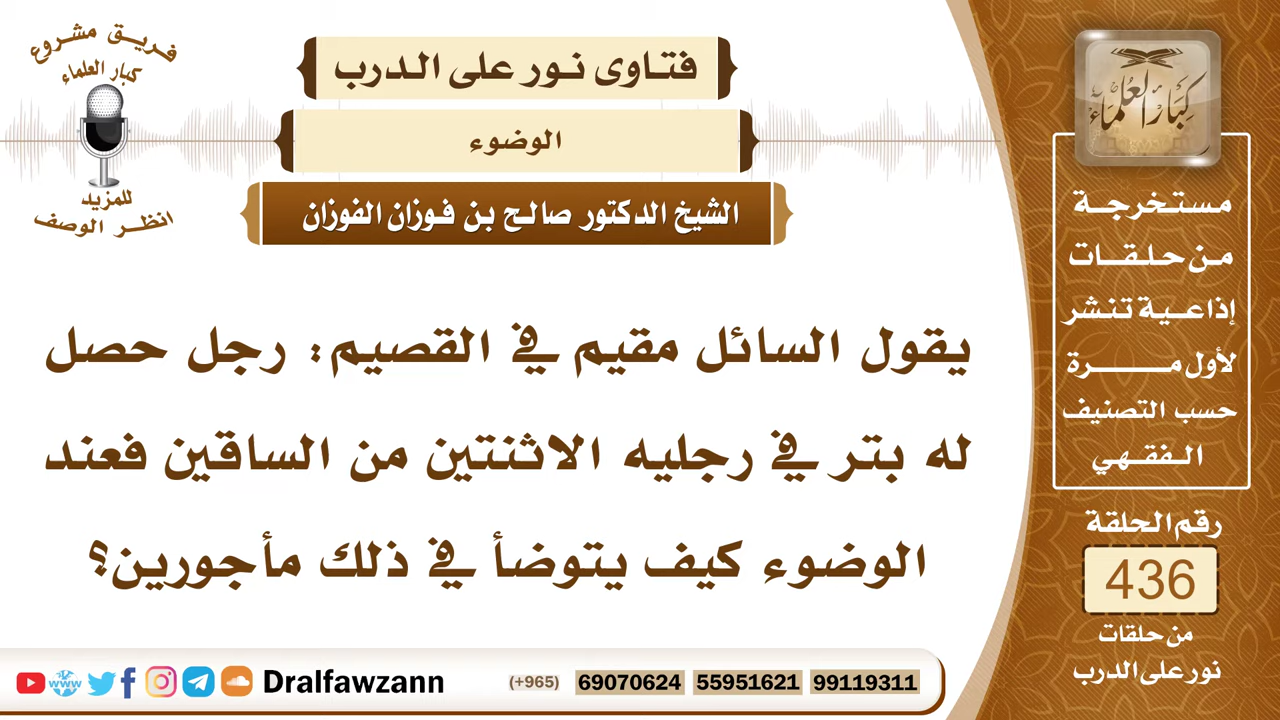 فريق مشروع
كبار العلماء
للمزيد
انظر الوصف
فتاوى نور على الدرب
الوضوء
الشيخ الدكتور صالح بن فوزان الفوزان
يقول السائل مقيم في القصيم: رجل حصل
له بتر في رجليه الاثنتين من الساقين فعند
الوضوء كيف يتوضأ في ذلك مأجورين؟
كبار العلماء
مستخرجة
من حلقات
إذاعية تنشر
لأول مرة
حسب التصنيف
الفقهي
رقم الحلقة
436
من حلقات
نور على الدرب
www
Dralfawzann
(+965) 69070624 55951621 99119311